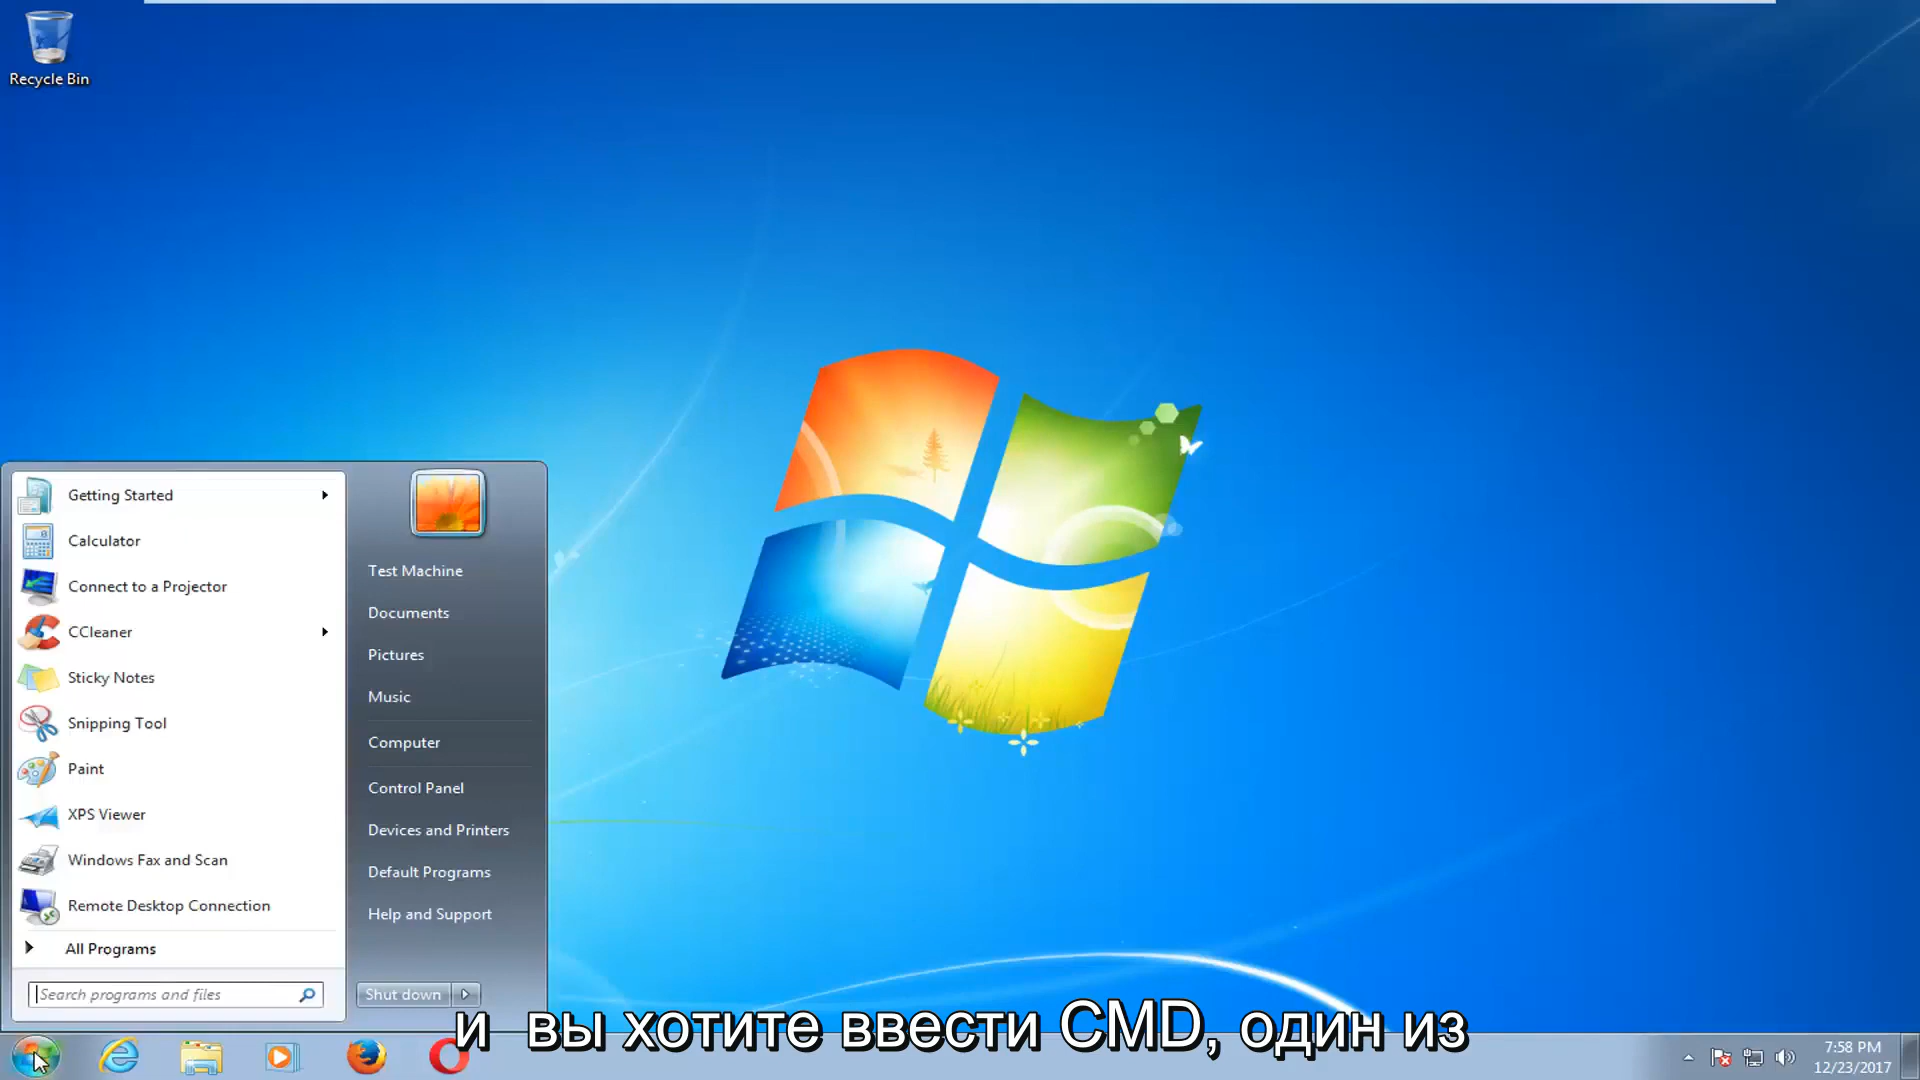 Recycle Bin
Getting Started
Calculator
Connect to a Projector
CCleaner
Sticky Notes
Snipping Tool
Paint
XPS Viewer
Windows Fax and Scan
Remote Desktop Connection
All Programs
Search programs and files
Test Machine
Documents
Pictures
Music
Computer
Control Panel
Devices and Printers
Default Programs
Help and Support
Shut down
и вы хотите ввести CMD, один из
7:58 PM
12/23/2017